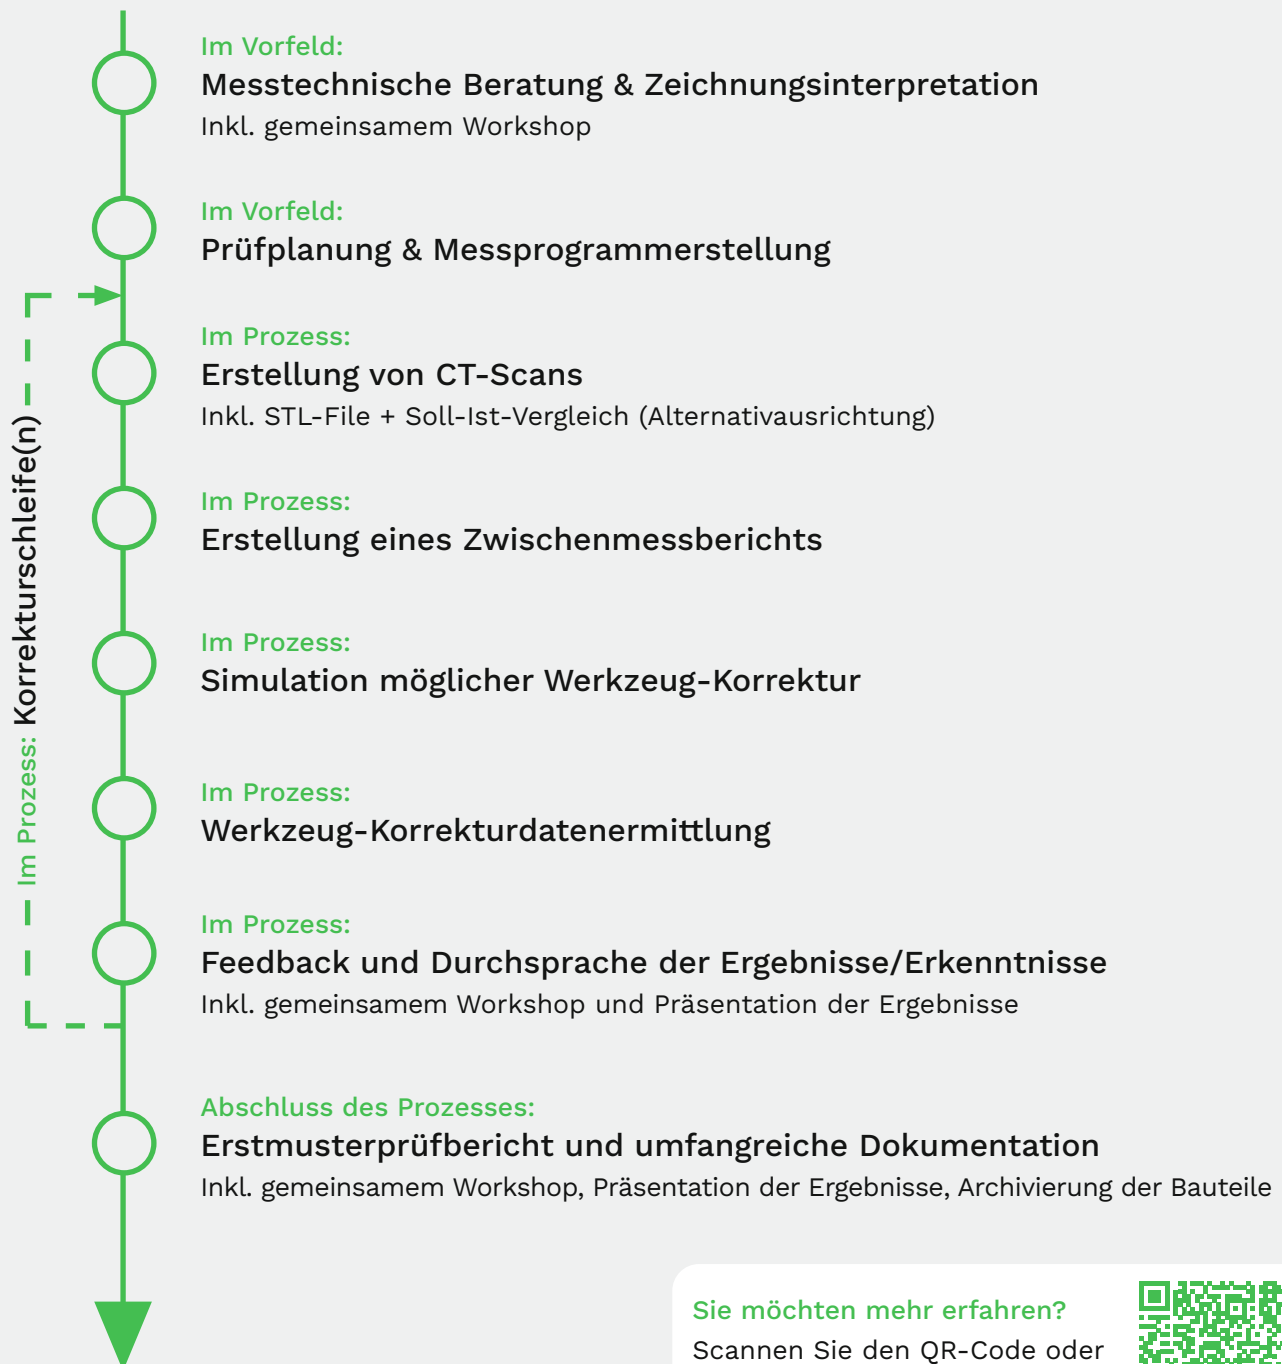 Im Vorfeld:
Messtechnische Beratung & Zeichnungsinterpretation
Inkl. gemeinsamem Workshop
Im Vorfeld:
Prüfplanung & Messprogrammerstellung
Im Prozess: Korrekturschleife(n)
Im Prozess:
Erstellung von CT-Scans
Inkl. STL-File + Soll-Ist-Vergleich (Alternativausrichtung)
Im Prozess:
Erstellung eines Zwischenmessberichts
Im Prozess:
Simulation möglicher Werkzeug-Korrektur
Im Prozess:
Werkzeug-Korrekturdatenermittlung
Im Prozess:
Feedback und Durchsprache der Ergebnisse/Erkenntnisse
Inkl. gemeinsamem Workshop und Präsentation der Ergebnisse
Abschluss des Prozesses:
Erstmusterprüfbericht und umfangreiche Dokumentation
Inkl. gemeinsamem Workshop, Präsentation der Ergebnisse, Archivierung der Bauteile
Sie möchten mehr erfahren?
Scannen Sie den QR-Code oder